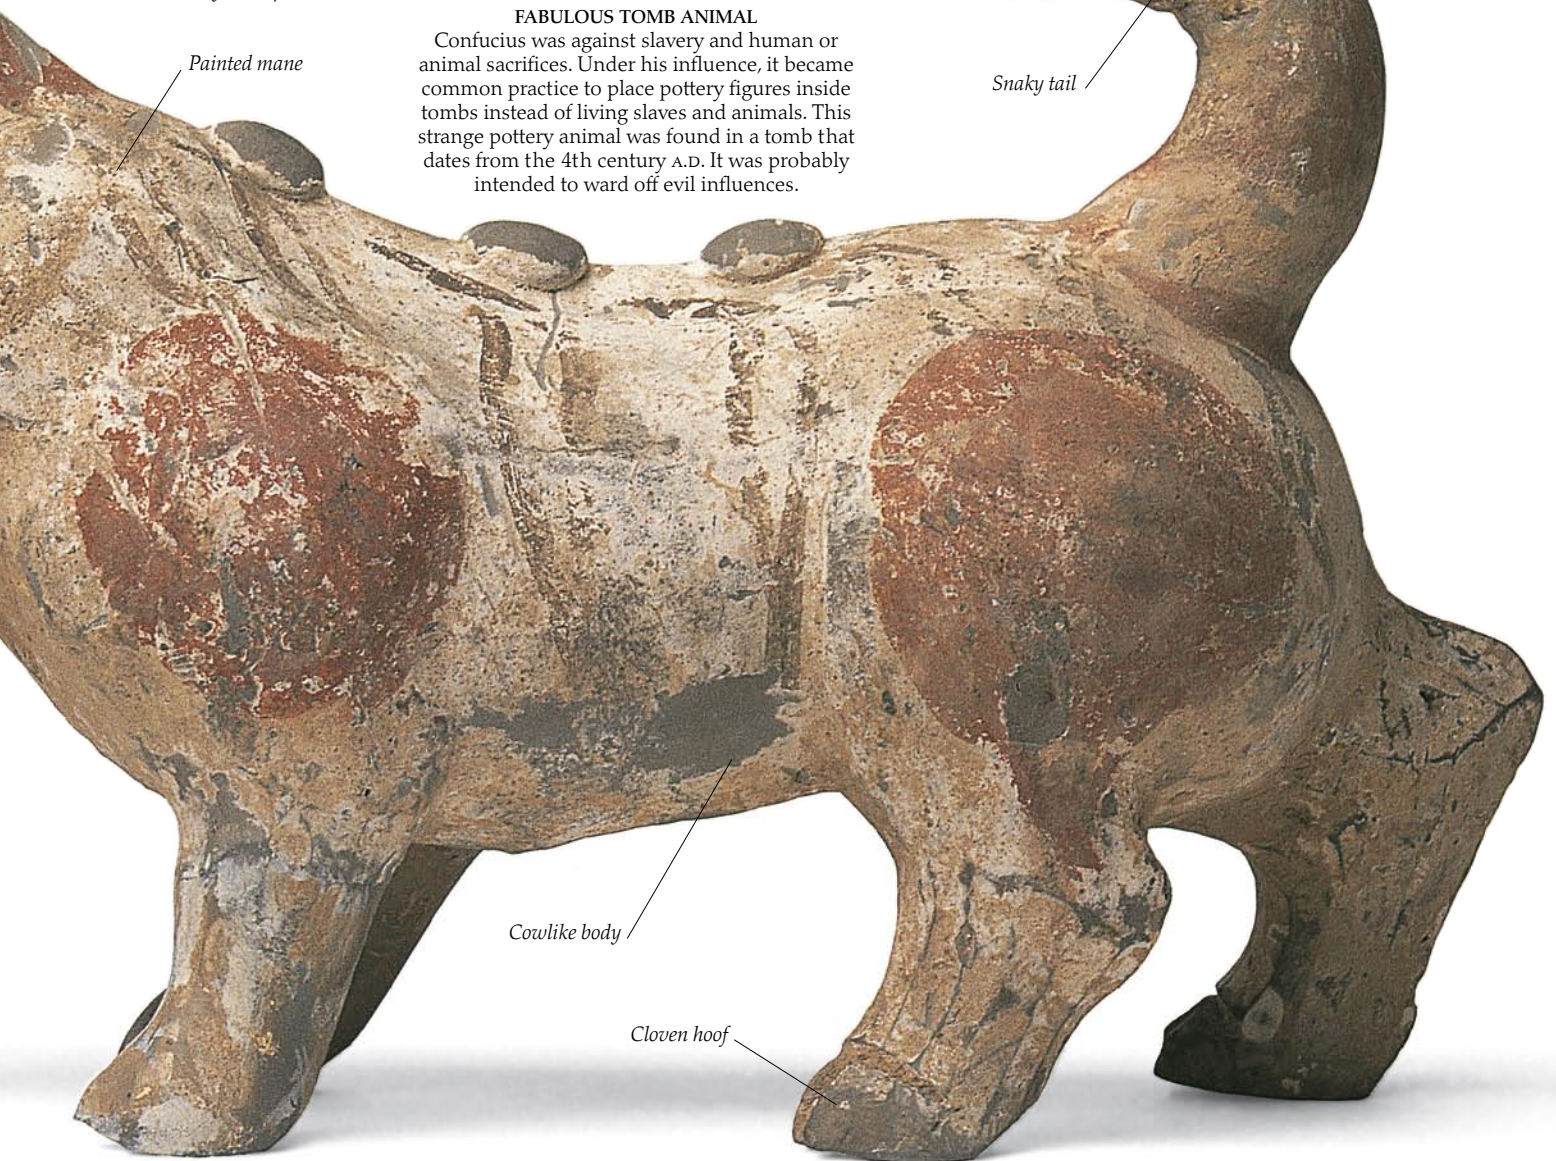 Painted mane
FABULOUS TOMB ANIMAL
Confucius was against slavery and human or
animal sacrifices. Under his influence, it became
common practice to place pottery figures inside
tombs instead of living slaves and animals. This
strange pottery animal was found in a tomb that
dates from the 4th century A.D. It was probably
intended to ward off evil influences.
Snaky tail
Cowlike body
Cloven hoof